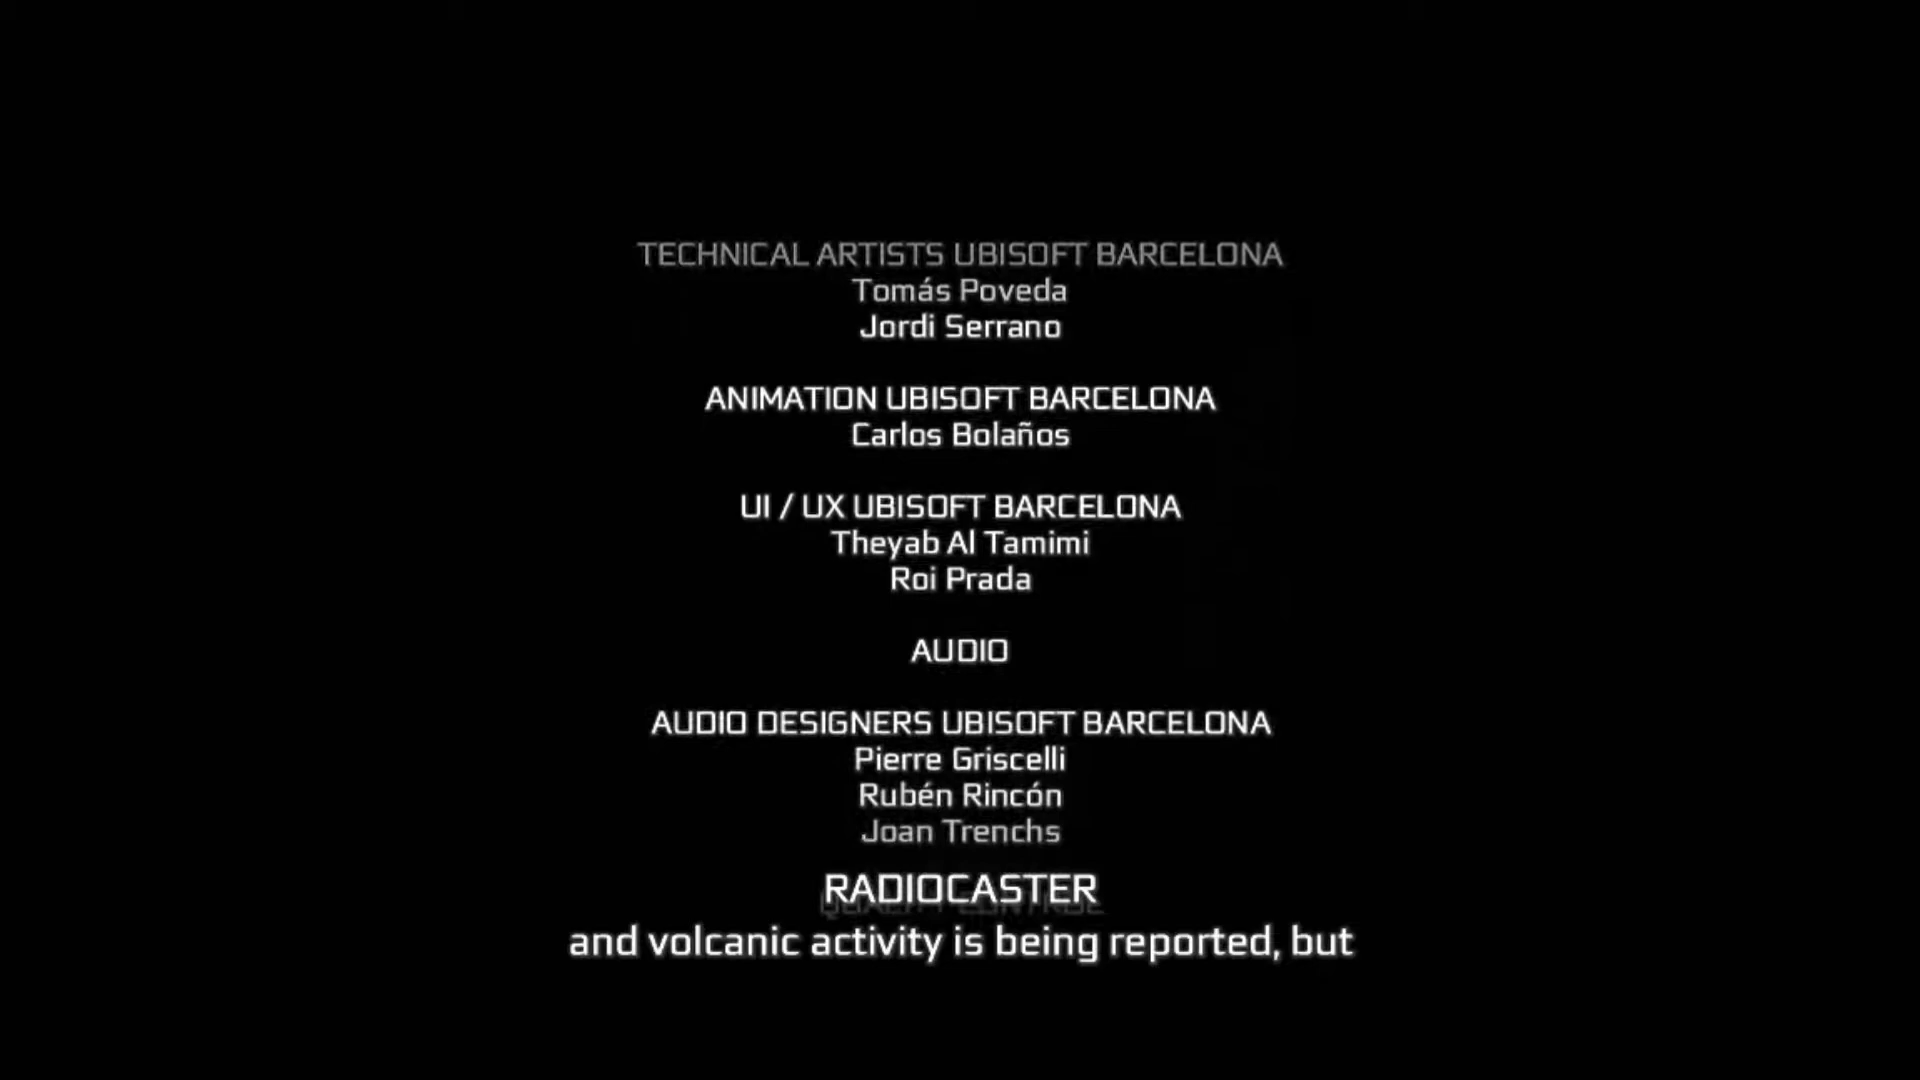 TECHNICAL ARTISTS UBISOFT BARCELONA
Tomás Poveda
Jordi Serrano
ANIMATION UBISOFT BARCELONA
Carlos Bolaños
UI / UX UBISOFT BARCELONA
Theyab Al Tamimi
Roi Prada
AUDIO
AUDIO DESIGNERS UBISOFT BARCELONA
Pierre Griscelli
Rubén Rincón
Joan Trenchs
RADIOCASTER
QUALITY CONTROL
and volcanic activity is being reported, but